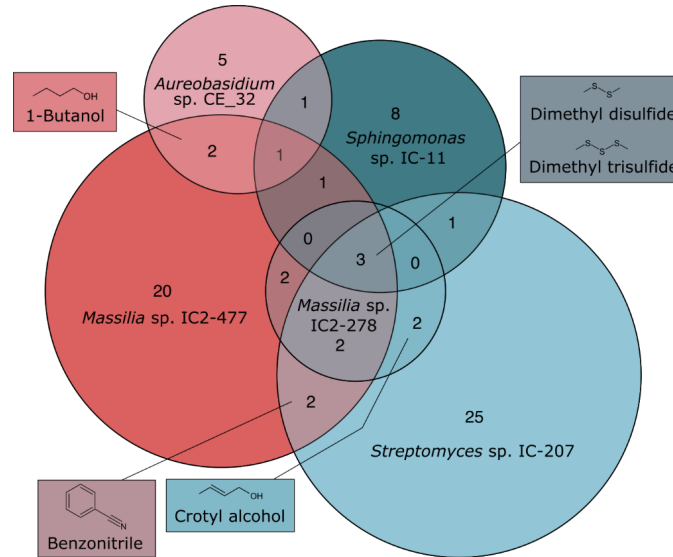 5
Aureobasidium
sp. CE_32
1
8
Sphingomonas
sp. IC-11
OH
1-Butanol
2
1
1
S
S
Dimethyl disulfide
S
S
S
Dimethyl trisulfide
1
0
3
0
20
Massilia sp. IC2-477
2
Massilia sp.
IC2-278
2
2
2
25
Streptomyces sp. IC-207
N
Benzonitrile
OH
Crotyl alcohol